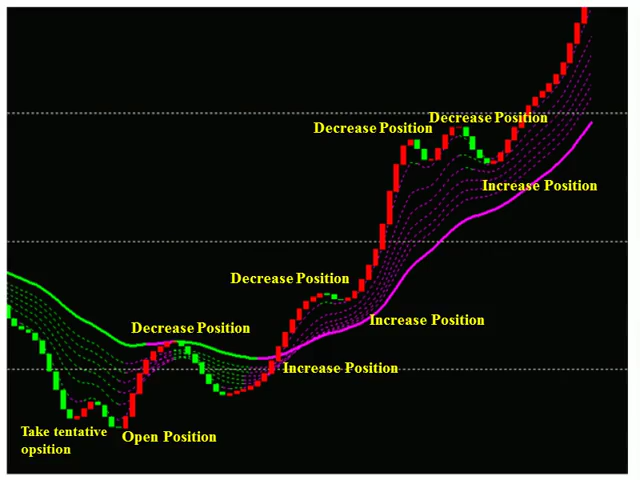 Decrease Position
Decrease Position
Increase Position
Decrease Position
Increase Position
Decrease Position
Increase Position
Take tentative
opsition
Open Position